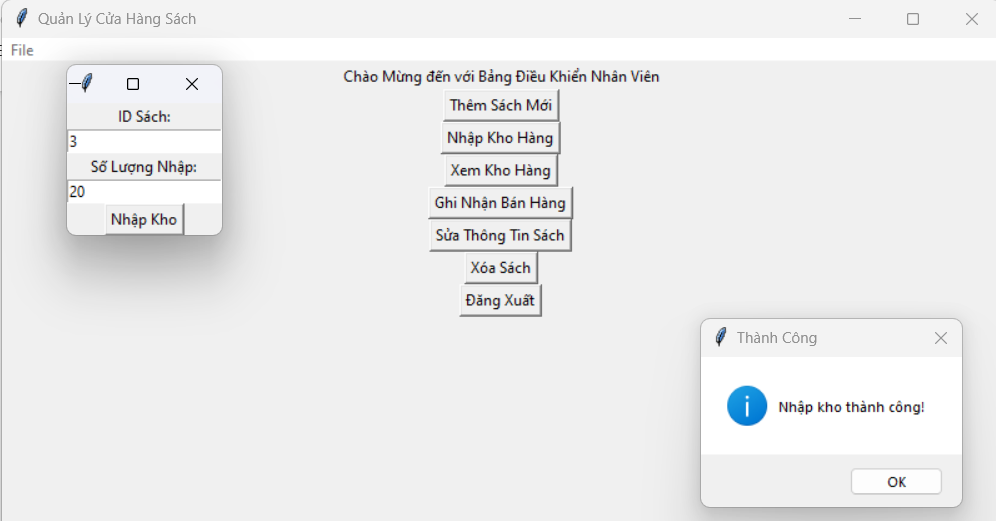 Quản Lý Cửa Hàng Sách
File
Chào Mừng đến với Bảng Điều Khiển Nhân Viên
Thêm Sách Mới
Nhập Kho Hàng
Xem Kho Hàng
Ghi Nhận Bán Hàng
Sửa Thông Tin Sách
Xóa Sách
Đăng Xuất
ID Sách:
3
Số Lượng Nhập:
20
Nhập Kho
Thành Công
Nhập kho thành công!
OK